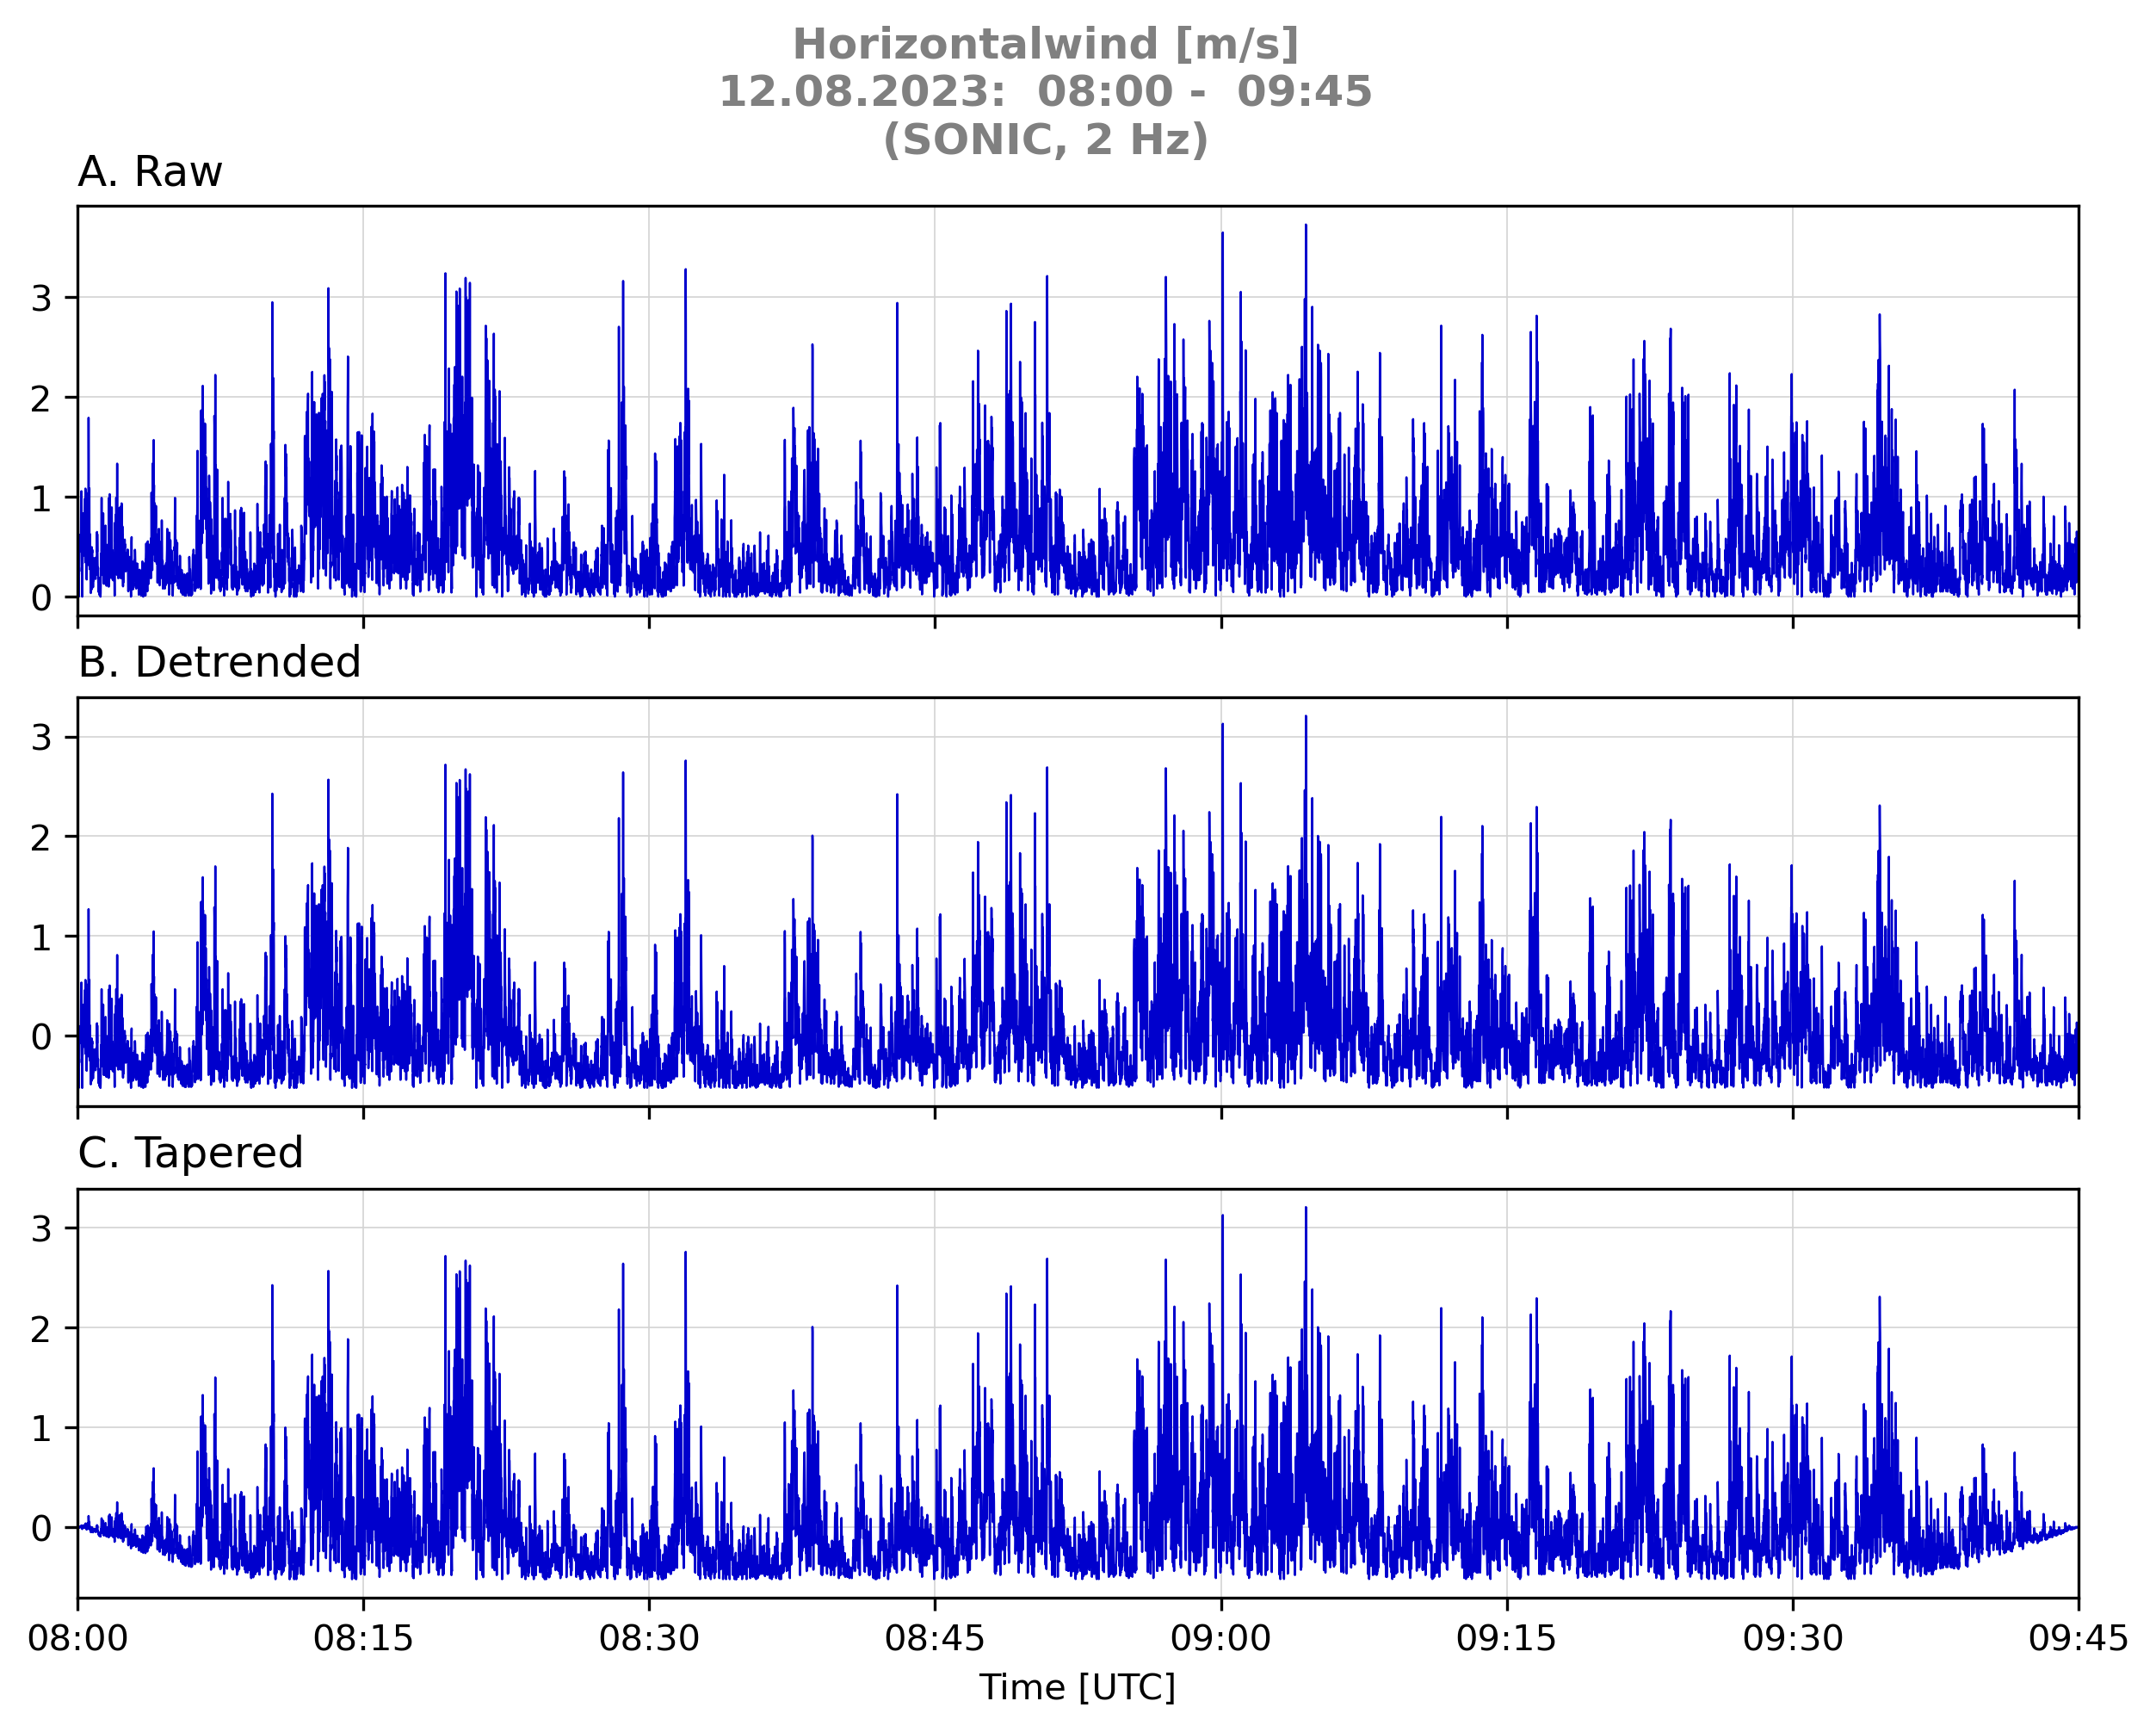 Horizontalwind [m/s]
12.08.2023:  08:00 -  09:45
(SONIC, 2 Hz)
A. Raw
3
2
1
0
B. Detrended
3
2
1
0
C. Tapered
3
2
1
0
08:00 08:15 08:30 08:45 09:00 09:15 09:30 09:45
Time [UTC]